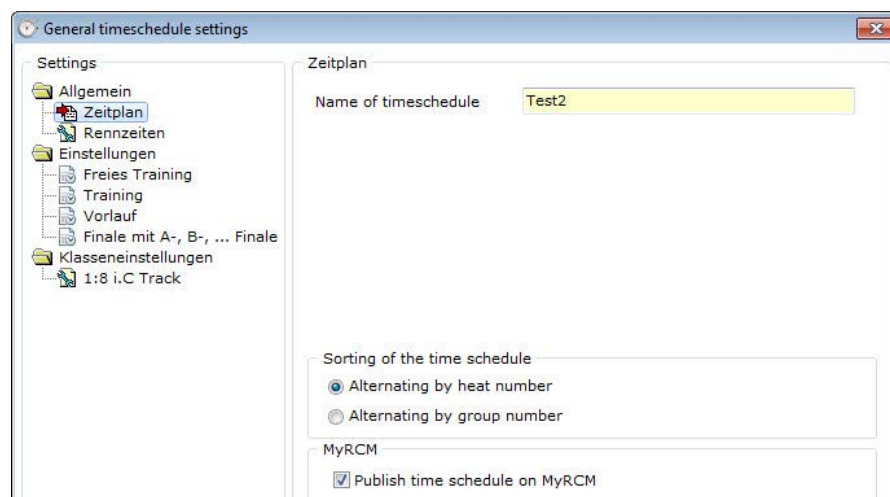 General timeschedule settings
Settings
Allgemein
Zeitplan
Rennzeiten
Einstellungen
Freies Training
Training
Vorlauf
Finale mit A-, B-, ... Finale
Klasseneinstellungen
1:8 i.C Track
Zeitplan
Name of timeschedule Test2
Sorting of the time schedule
Alternating by heat number
Alternating by group number
MyRCM
Publish time schedule on MyRCM